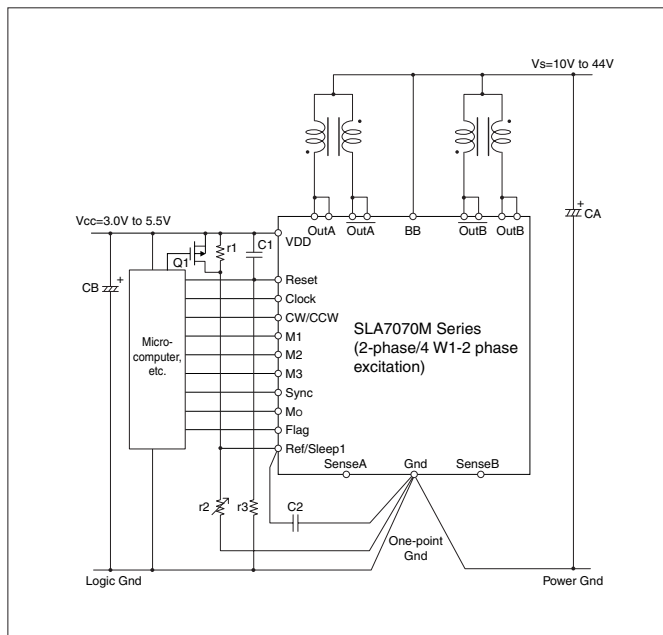 Vs=10V to 44V
Vcc=3.0V to 5.5V
OutA
OutA
BB
OutB
OutB
CA
+
VDD
r1
C1
Q1
CB
+
Reset
Clock
CW/CCW
M1
M2
M3
Sync
Mo
Flag
Ref/Sleep1
Micro-
computer,
etc.
SLA7070M Series
(2-phase/4 W1-2 phase
excitation)
SenseA
Gnd
SenseB
r2
r3
C2
One-point
Gnd
Logic Gnd
Power Gnd